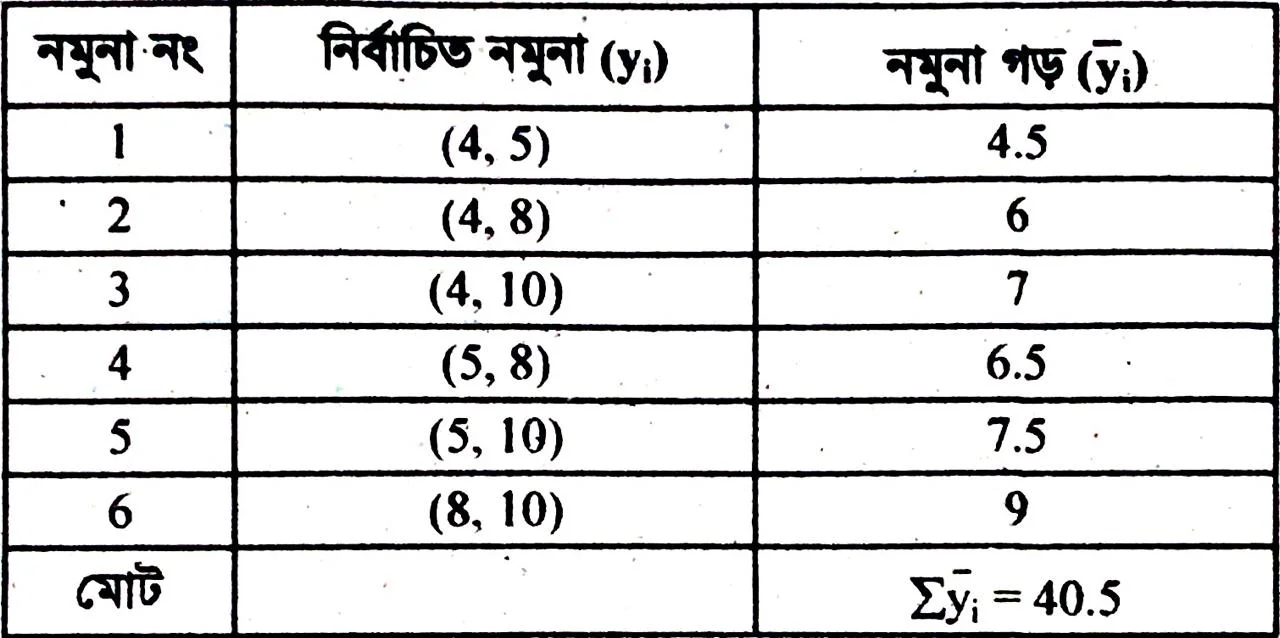 নমুনা নং নির্বাচিত নমুনা (yᵢ) নমুনা গড় (ȳᵢ)
1 (4, 5) 4.5
2 (4, 8) 6
3 (4, 10) 7
4 (5, 8) 6.5
5 (5, 10) 7.5
6 (8, 10) 9
মোট Σȳᵢ = 40.5